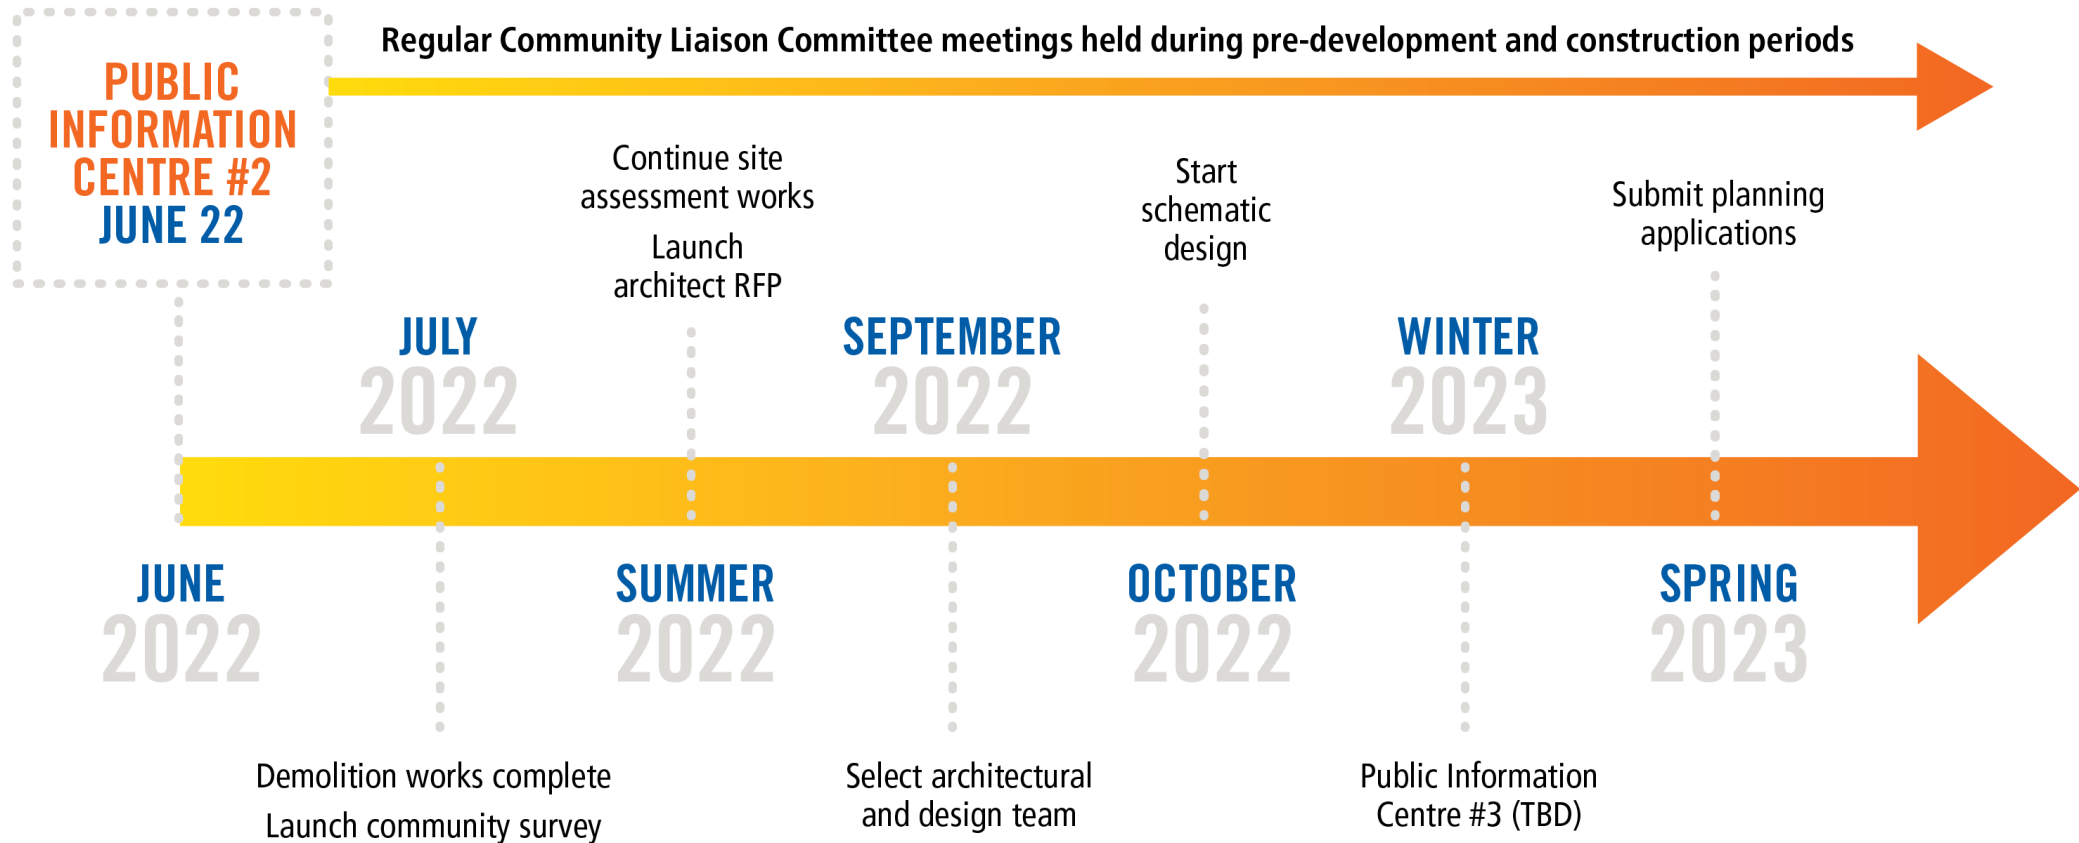 PUBLIC
INFORMATION
CENTRE #2
JUNE 22
Regular Community Liaison Committee meetings held during pre-development and construction periods
Continue site
assessment works
Launch
architect RFP
Start
schematic
design
Submit planning
applications
JULY
2022
SEPTEMBER
2022
WINTER
2023
JUNE
2022
SUMMER
2022
OCTOBER
2022
SPRING
2023
Demolition works complete
Launch community survey
Select architectural
and design team
Public Information
Centre #3 (TBD)